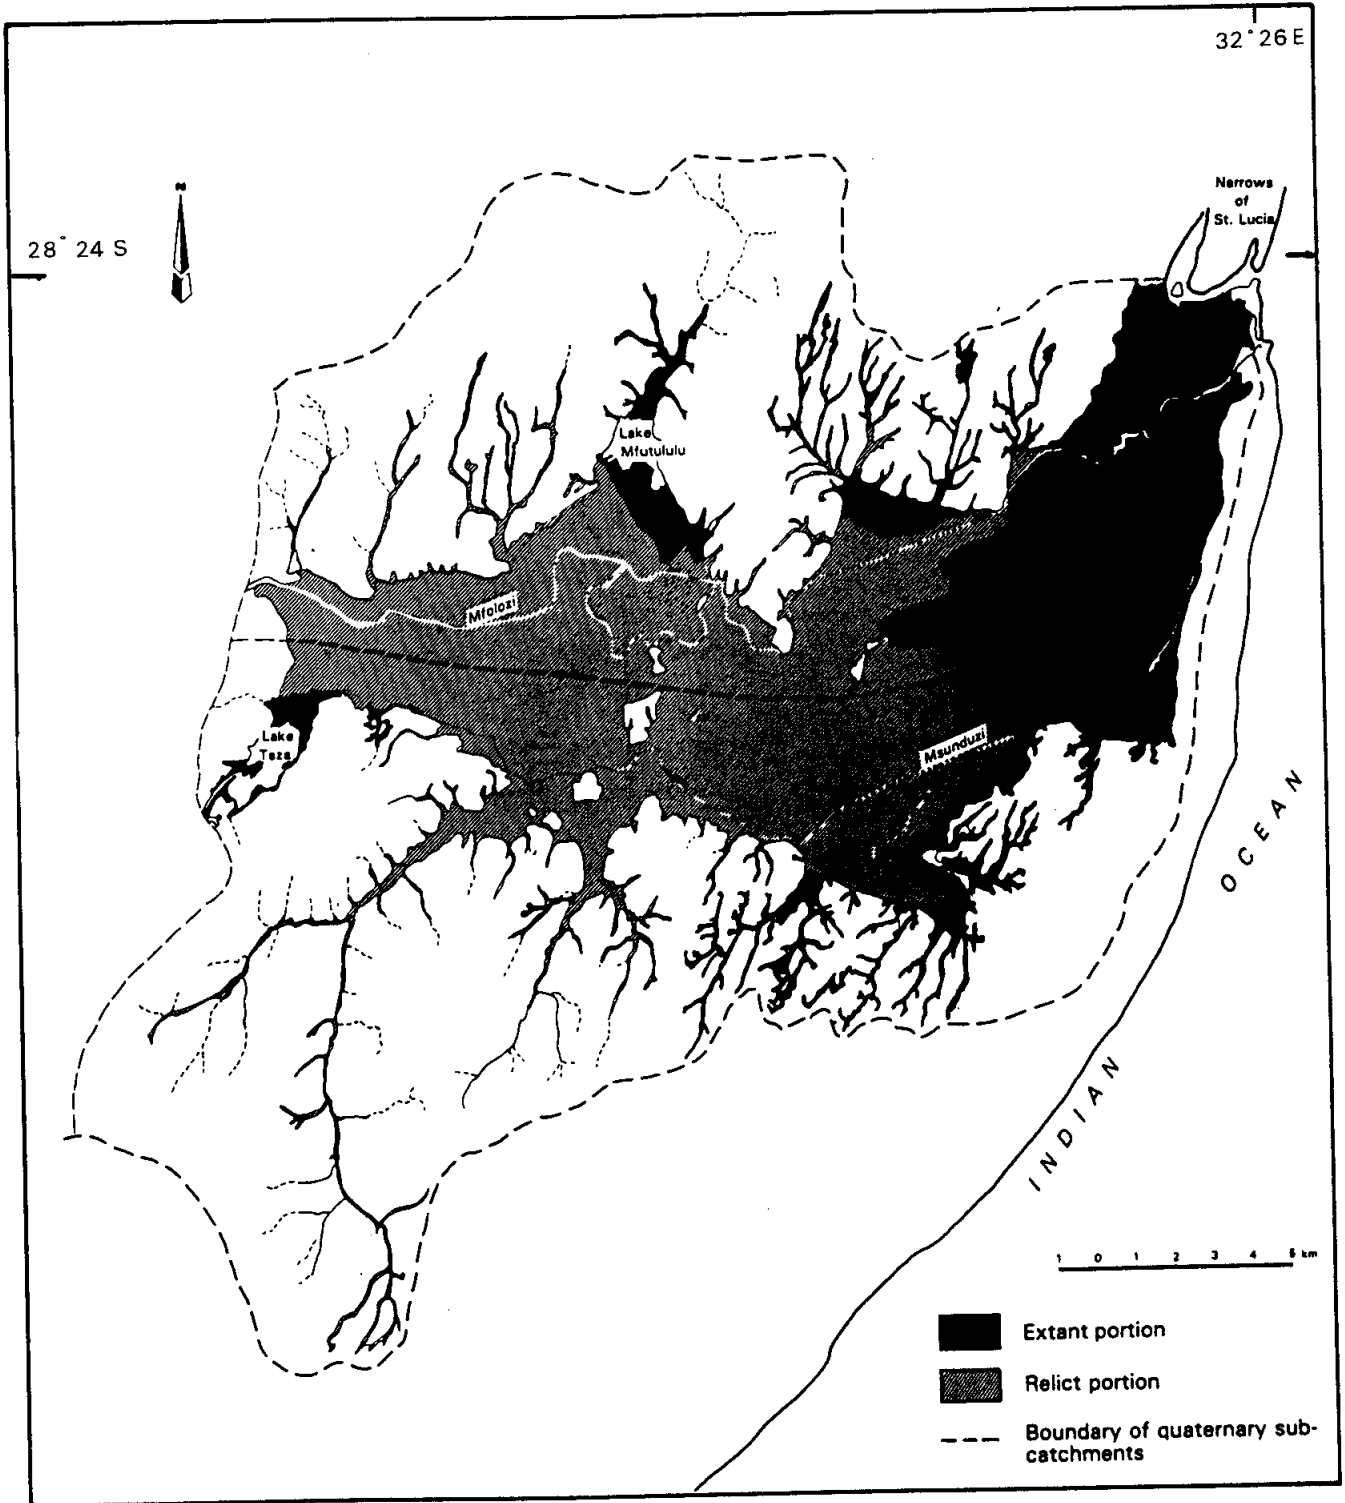 32°26 E
N
Narrows
of
St. Lucia
28°24 S
Lake
Mfutululu
Mfolozi
Lake
Teza
Msunduzi
INDIAN OCEAN
1 0 1 2 3 4 5 km
Extant portion
Relict portion
Boundary of quaternary sub-
catchments